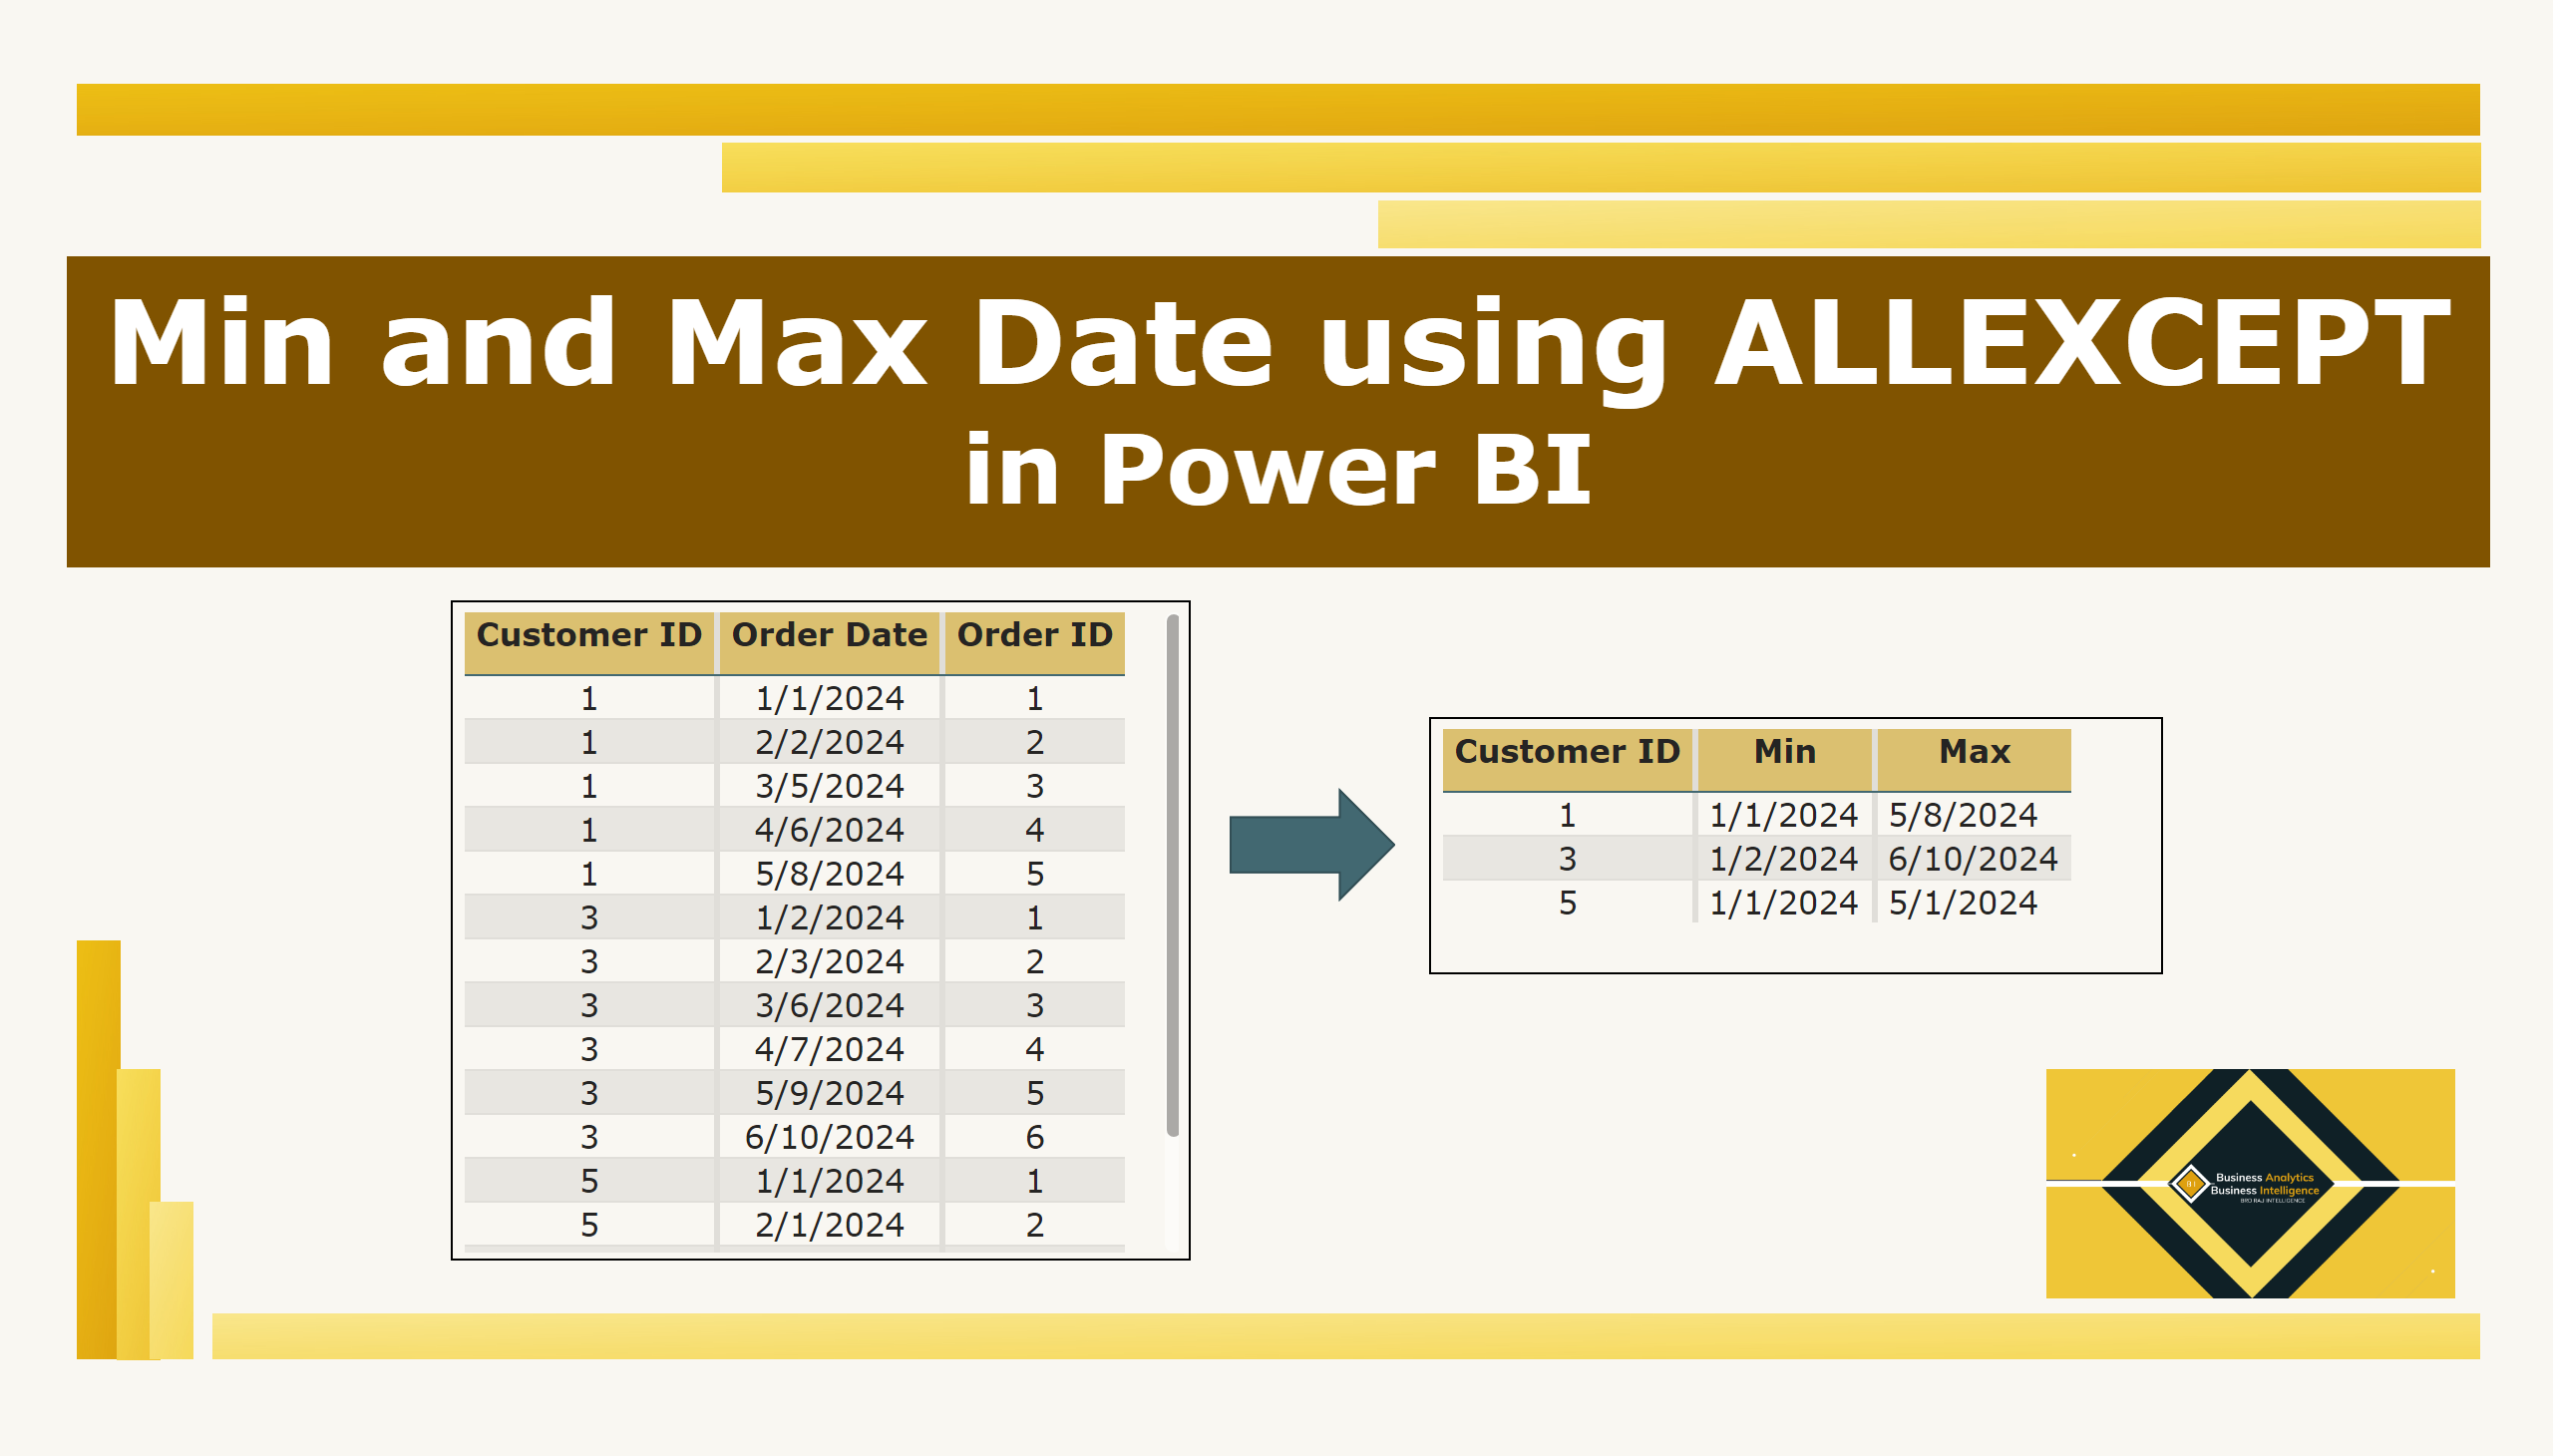 Min and Max Date using ALLEXCEPT
in Power BI
Customer ID Order Date Order ID
1 1/1/2024 1
1 2/2/2024 2
1 3/5/2024 3
1 4/6/2024 4
1 5/8/2024 5
3 1/2/2024 1
3 2/3/2024 2
3 3/6/2024 3
3 4/7/2024 4
3 5/9/2024 5
3 6/10/2024 6
5 1/1/2024 1
5 2/1/2024 2
Customer ID Min Max
1 1/1/2024 5/8/2024
3 1/2/2024 6/10/2024
5 1/1/2024 5/1/2024
Business Analytics
Business Intelligence
BRO RAJ INTELLIGENCE